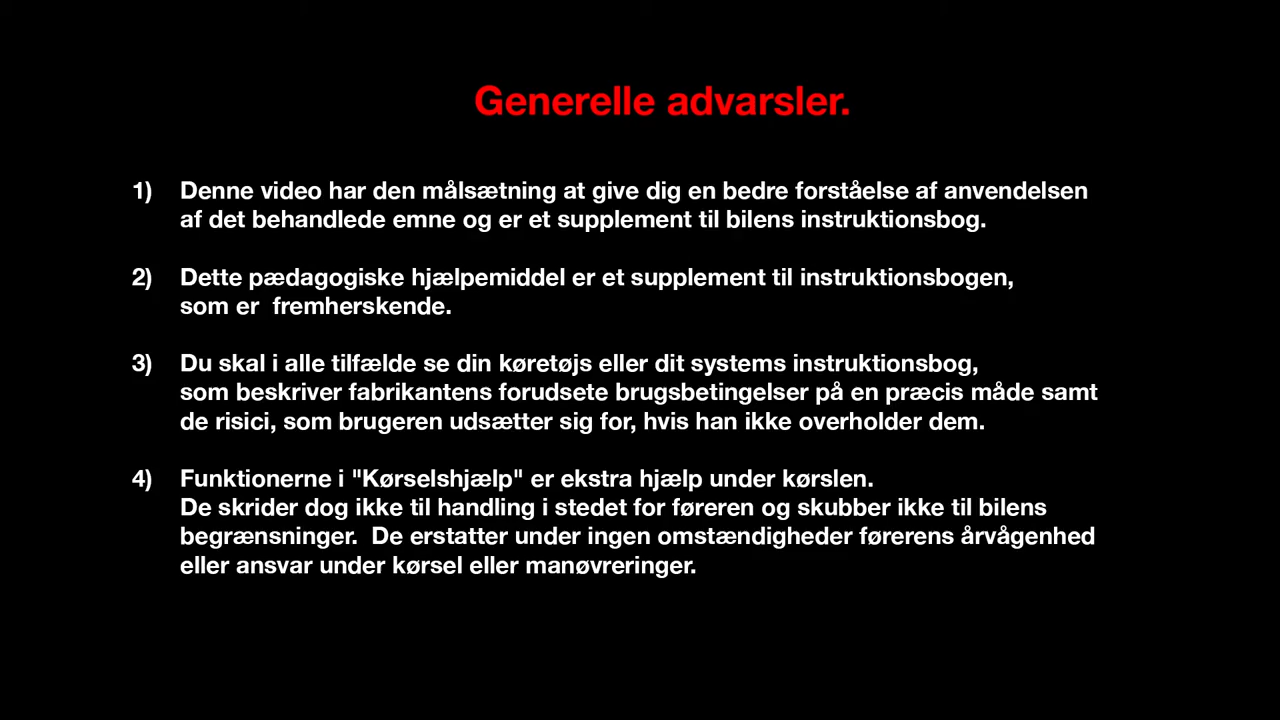 Generelle advarsler.
1) Denne video har den målsætning at give dig en bedre forståelse af anvendelsen
af det behandlede emne og er et supplement til bilens instruktionsbog.
2) Dette pædagogiske hjælpemiddel er et supplement til instruktionsbogen,
som er  fremherskende.
3) Du skal i alle tilfælde se din køretøjs eller dit systems instruktionsbog,
som beskriver fabrikantens forudsete brugsbetingelser på en præcis måde samt
de risici, som brugeren udsætter sig for, hvis han ikke overholder dem.
4) Funktionerne i "Kørselshjælp" er ekstra hjælp under kørslen.
De skrider dog ikke til handling i stedet for føreren og skubber ikke til bilens
begrænsninger.  De erstatter under ingen omstændigheder førerens årvågenhed
eller ansvar under kørsel eller manøvreringer.